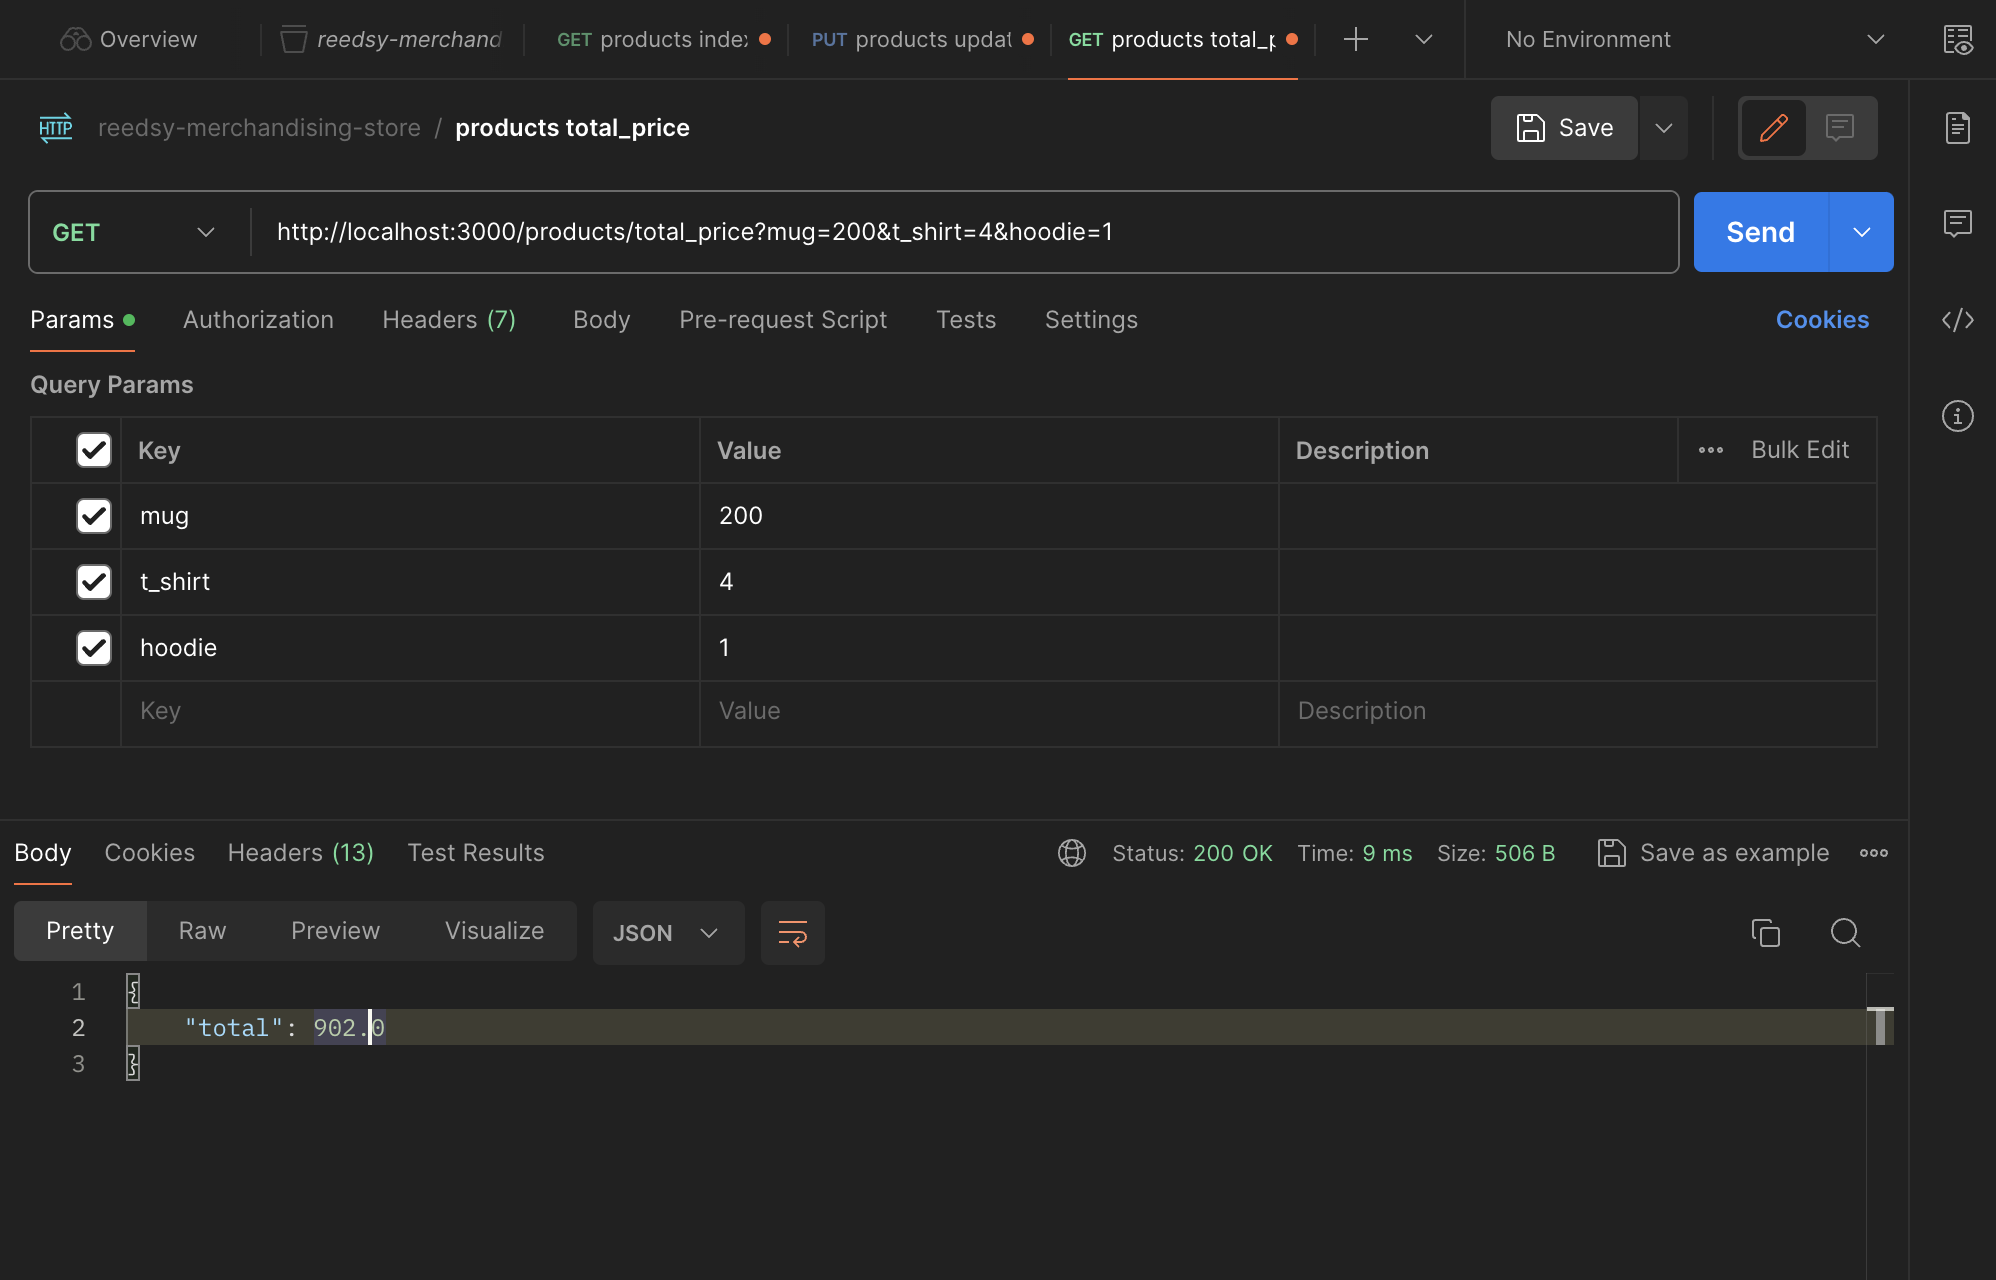 Overview
reedsy-merchand
GET products index
PUT products updat
GET products total_p
No Environment
HTTP reedsy-merchandising-store / products total_price
Save
GET http://localhost:3000/products/total_price?mug=200&t_shirt=4&hoodie=1
Send
Params Authorization Headers (7) Body Pre-request Script Tests Settings Cookies
Query Params
Key Value Description Bulk Edit
mug 200
t_shirt 4
hoodie 1
Key Value Description
Body Cookies Headers (13) Test Results Status: 200 OK Time: 9 ms Size: 506 B Save as example
Pretty Raw Preview Visualize JSON
1 {
2 "total": 902.0
3 }